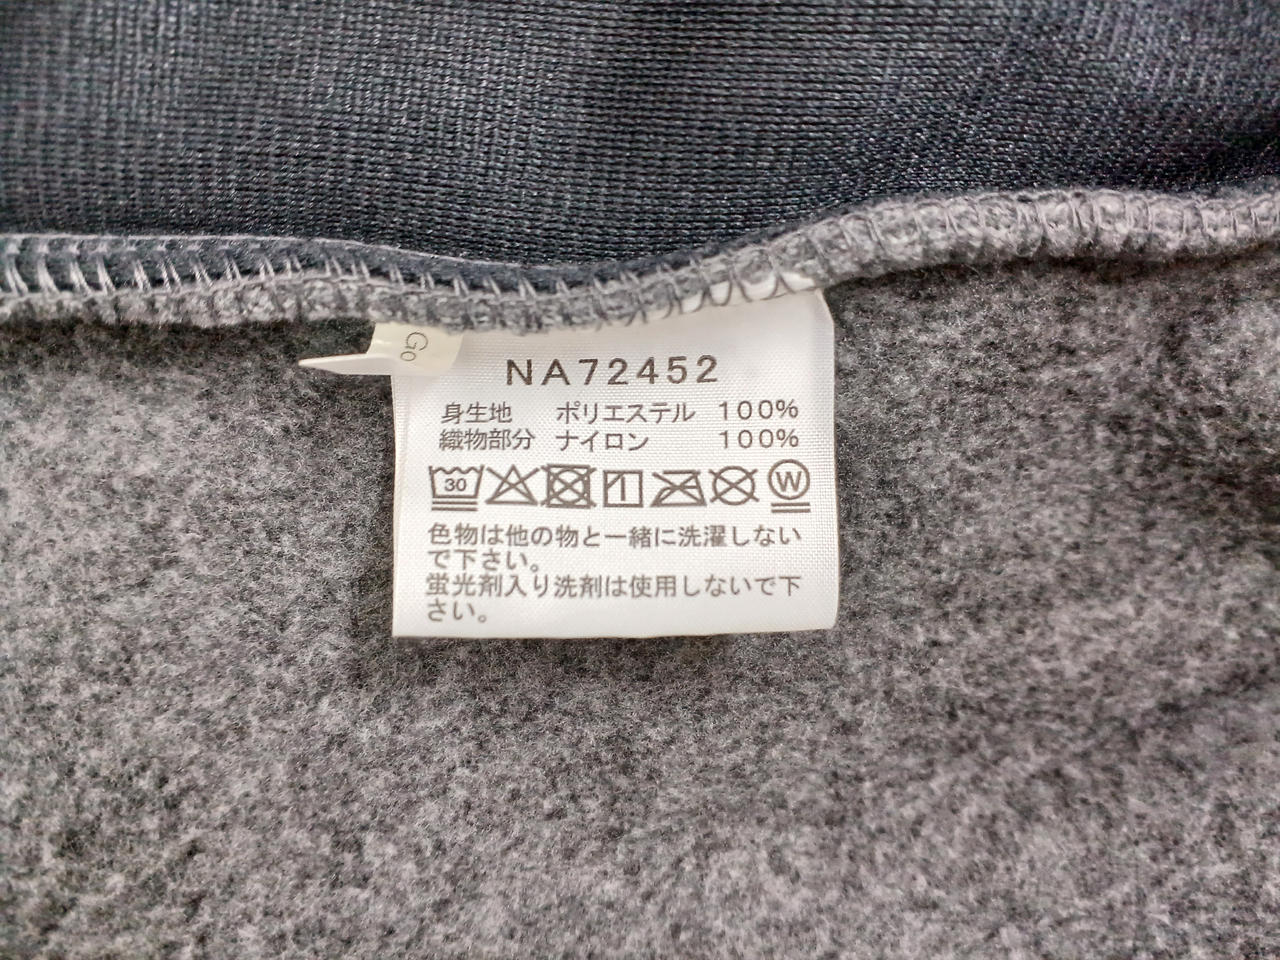 Go
NA72452
身生地 ポリエステル 100%
織物部分 ナイロン 100%
30
W
色物は他の物と一緒に洗濯しない
で下さい。
蛍光剤入り洗剤は使用しないで下
さい。